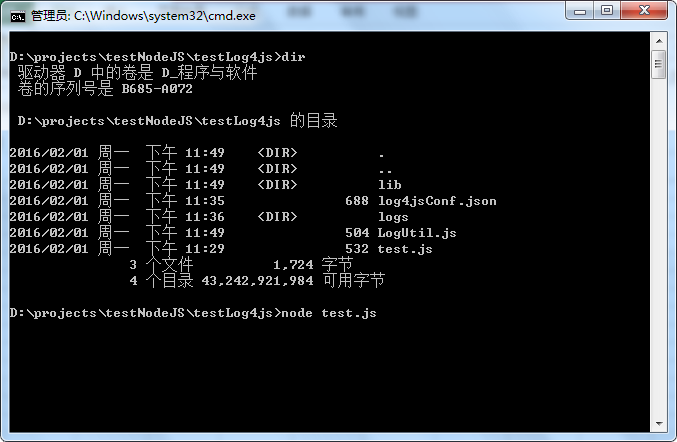 管理员: C:\Windows\system32\cmd.exe
D:\projects\testNodeJS\testLog4js>dir
驱动器 D 中的卷是 D_程序与软件
卷的序列号是 B685-A072
D:\projects\testNodeJS\testLog4js 的目录
2016/02/01 周一 下午 11:49 <DIR> .
2016/02/01 周一 下午 11:49 <DIR> ..
2016/02/01 周一 下午 11:49 <DIR> lib
2016/02/01 周一 下午 11:35 688 log4jsConf.json
2016/02/01 周一 下午 11:36 <DIR> logs
2016/02/01 周一 下午 11:49 504 LogUtil.js
2016/02/01 周一 下午 11:29 532 test.js
3 个文件 1,724 字节
4 个目录 43,242,921,984 可用字节
D:\projects\testNodeJS\testLog4js>node test.js